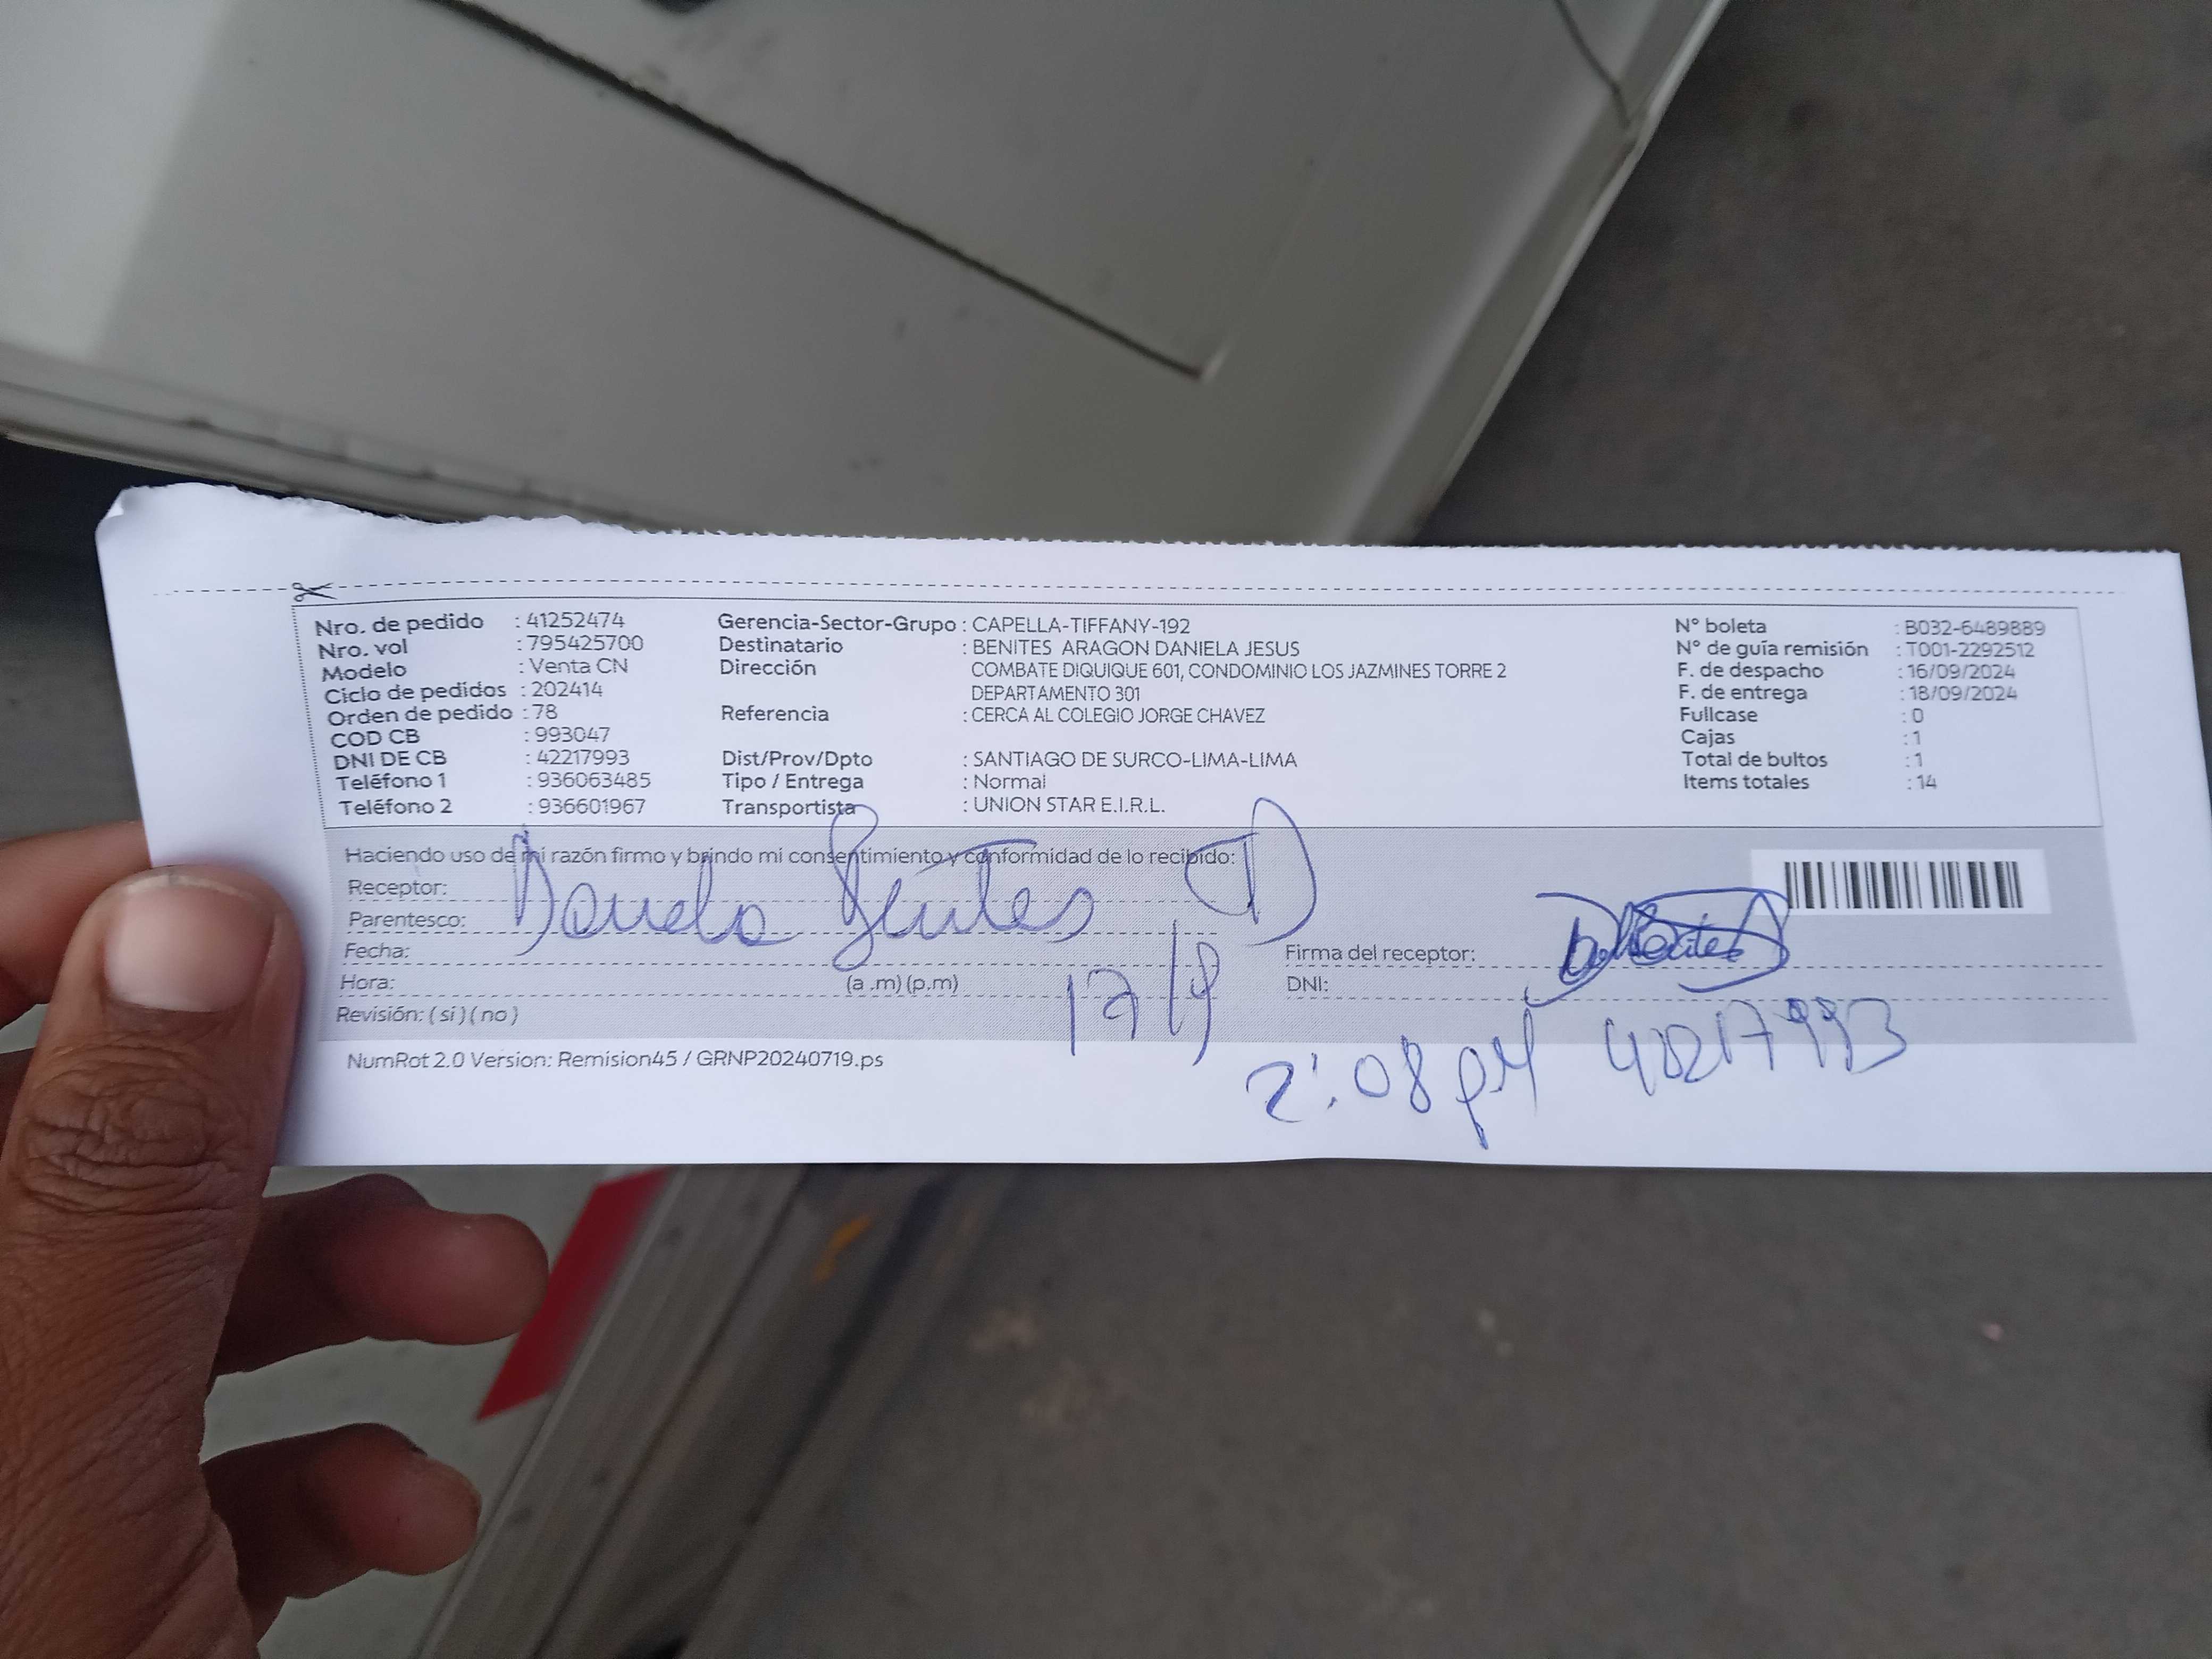 Nro. de pedido : 41252474
Nro. vol : 795425700
Modelo : Venta CN
Ciclo de pedidos : 202414
Orden de pedido : 78
COD CB : 993047
DNI DE CB : 42217993
Teléfono 1 : 936063485
Teléfono 2 : 936601967
Gerencia-Sector-Grupo : CAPELLA-TIFFANY-192
Destinatario : BENITES ARAGON DANIELA JESUS
Dirección COMBATE DIQUIQUE 601, CONDOMINIO LOS JAZMINES TORRE 2
DEPARTAMENTO 301
Referencia : CERCA AL COLEGIO JORGE CHAVEZ
Dist/Prov/Dpto : SANTIAGO DE SURCO-LIMA-LIMA
Tipo / Entrega : Normal
Transportista : UNION STAR E.I.R.L.
N° boleta : B032-6489889
N° de guía remisión : T001-2292512
F. de despacho : 16/09/2024
F. de entrega : 18/09/2024
Fullcase : 0
Cajas : 1
Total de bultos : 1
Items totales : 14
Haciendo uso de mi razón firmo y brindo mi consentimiento y conformidad de lo recibido:
Receptor:
Parentesco: Daniela Benites
Fecha: 17/9
Hora: (a .m) (p.m) 2:08 pm
Revisión: ( si ) ( no )
Firma del receptor:
DNI: 42217993
NumRot 2.0 Version: Remision45 / GRNP20240719.ps